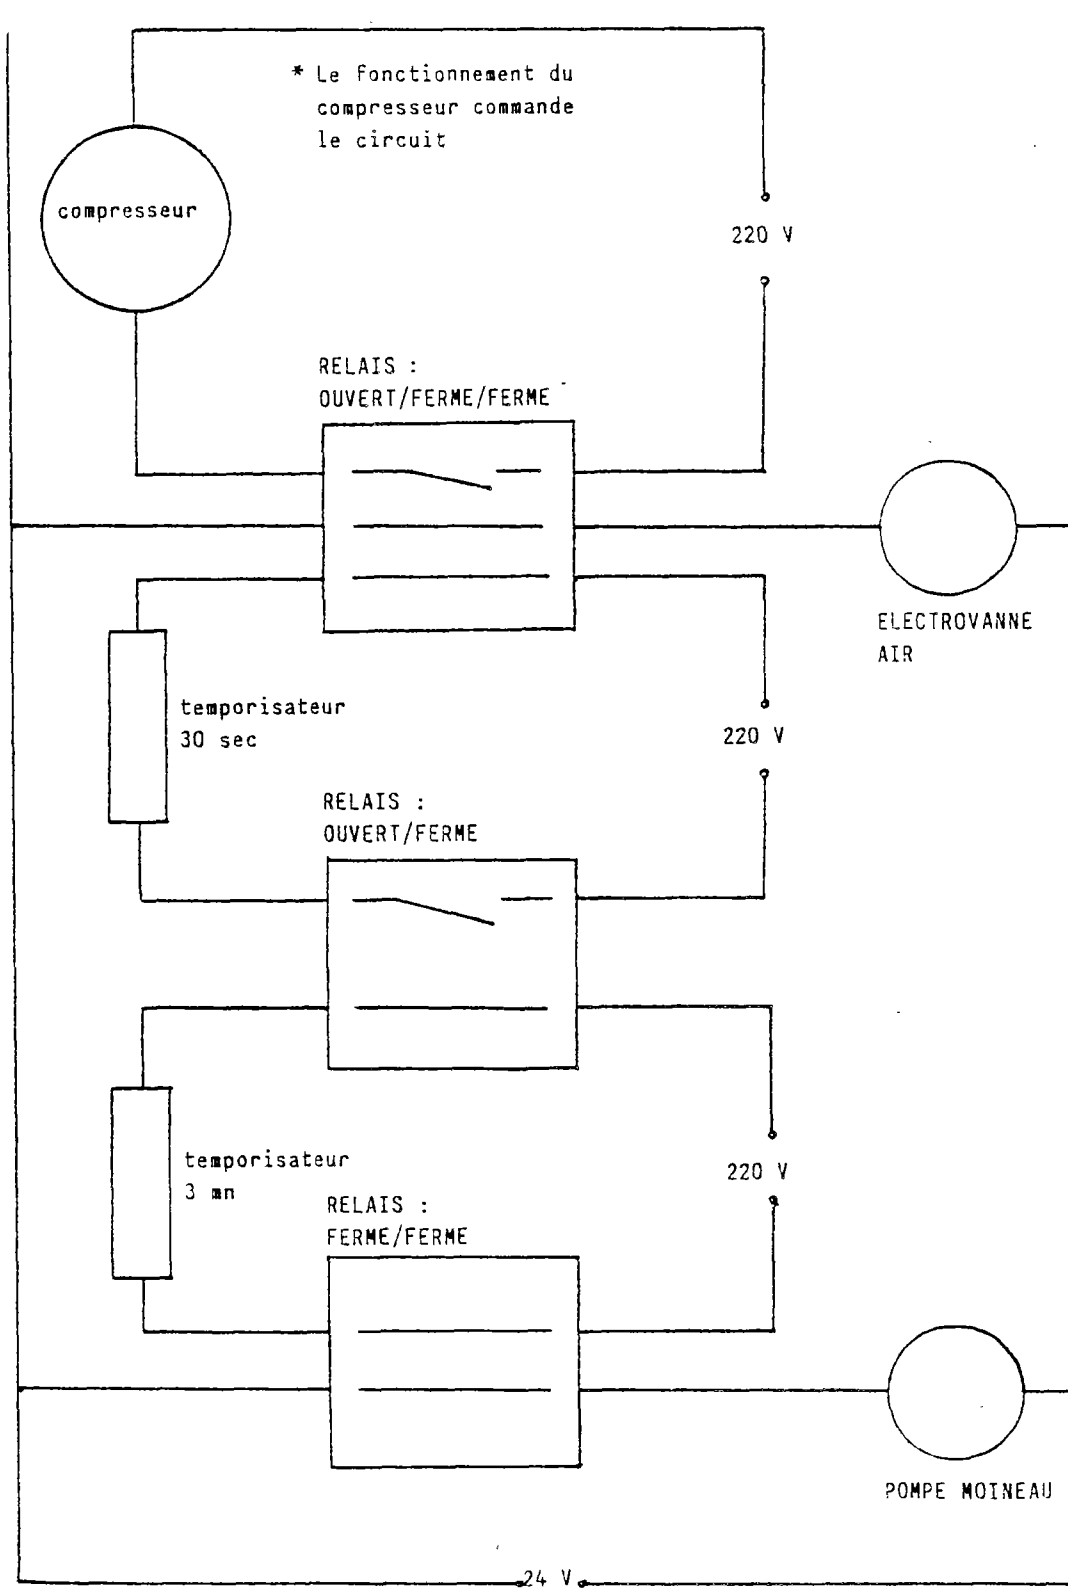 * Le fonctionnement du
compresseur commande
le circuit
compresseur
220 V
RELAIS :
OUVERT/FERME/FERME
ELECTROVANNE
AIR
temporisateur
30 sec
220 V
RELAIS :
OUVERT/FERME
temporisateur
3 mn
220 V
RELAIS :
FERME/FERME
POMPE MOINEAU
24 V